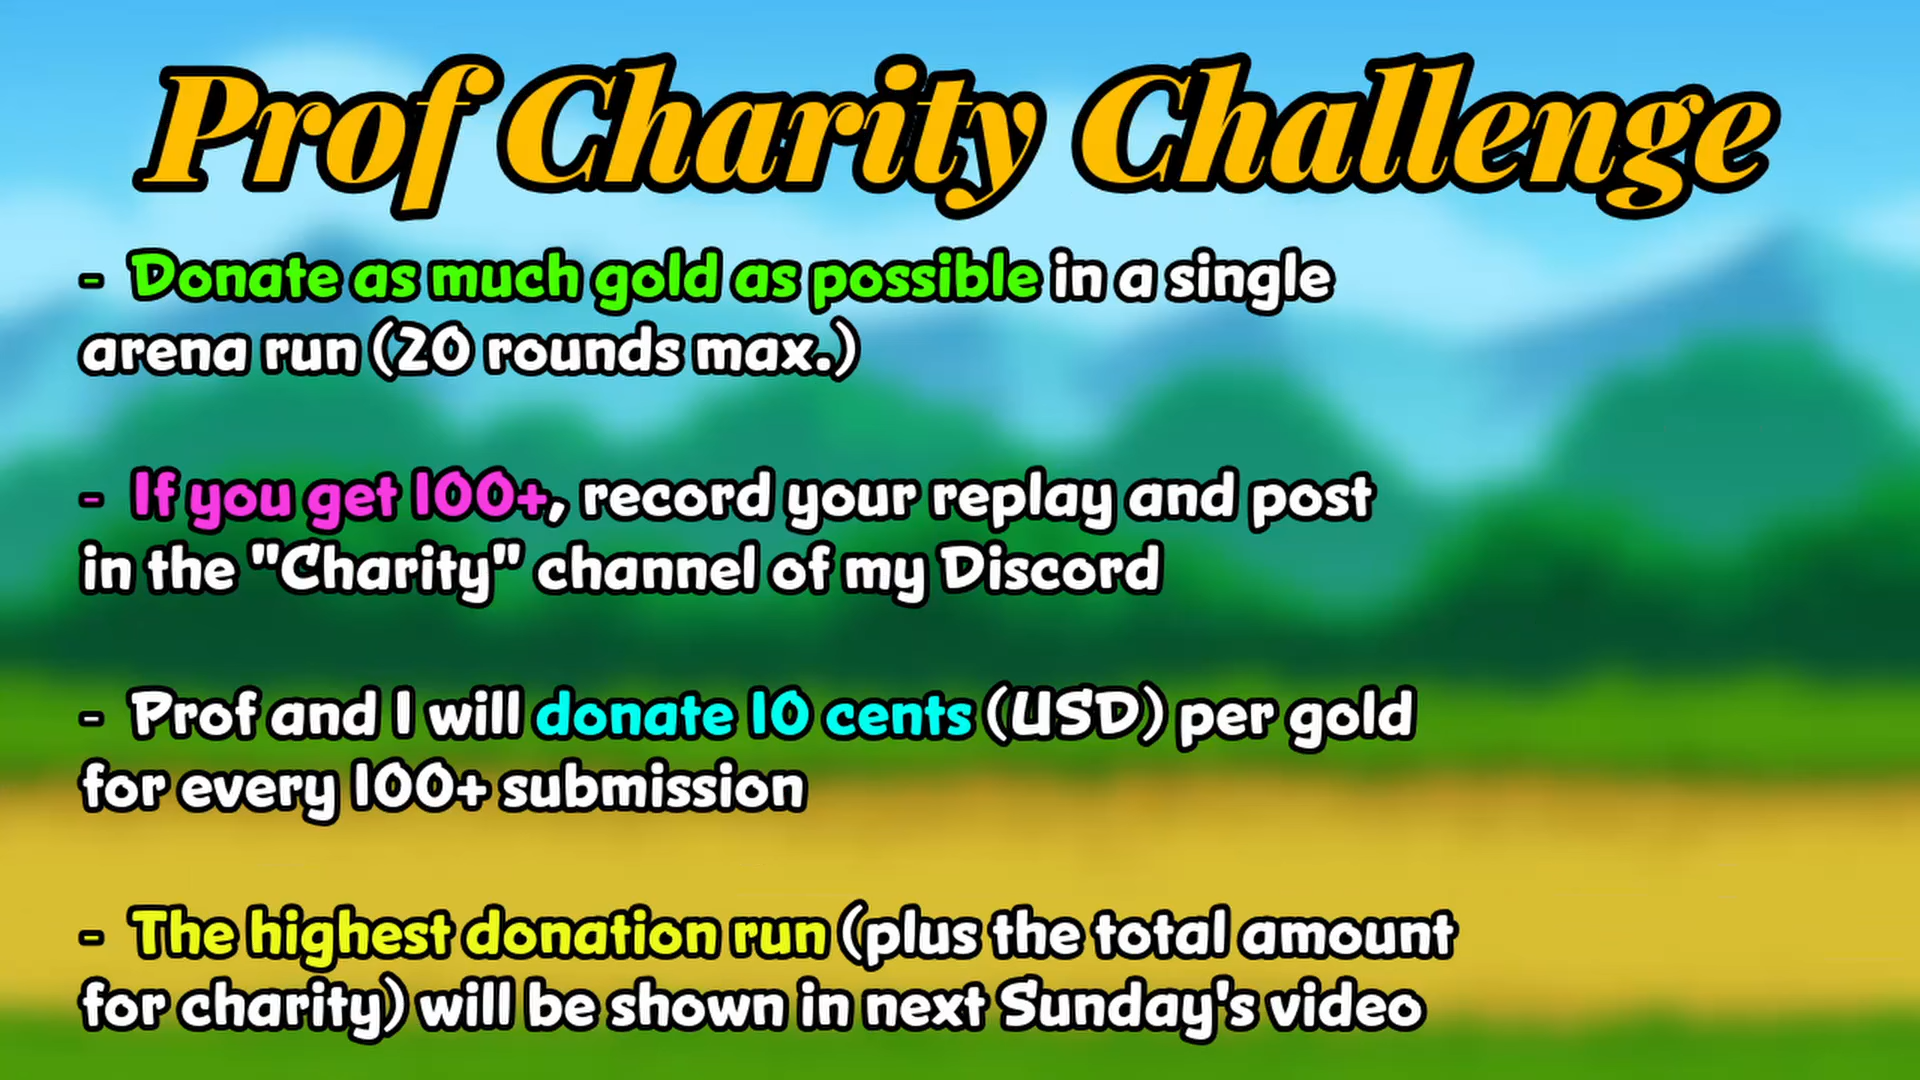 Prof Charity Challenge
- Donate as much gold as possible in a single
arena run (20 rounds max.)
- If you get 100+, record your replay and post
in the "Charity" channel of my Discord
- Prof and I will donate 10 cents (USD) per gold
for every 100+ submission
- The highest donation run (plus the total amount
for charity) will be shown in next Sunday's video